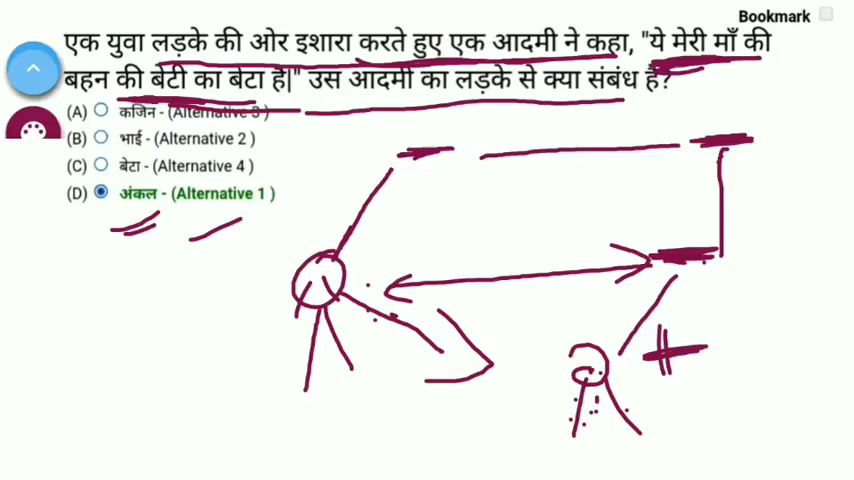 Bookmark
एक युवा लड़के की ओर इशारा करते हुए एक आदमी ने कहा, "ये मेरी माँ की
बहन की बेटी का बेटा है|" उस आदमी का लड़के से क्या संबंध है?
(A) कजिन - (Alternative 3 )
(B) भाई - (Alternative 2 )
(C) बेटा - (Alternative 4 )
(D) अंकल - (Alternative 1 )